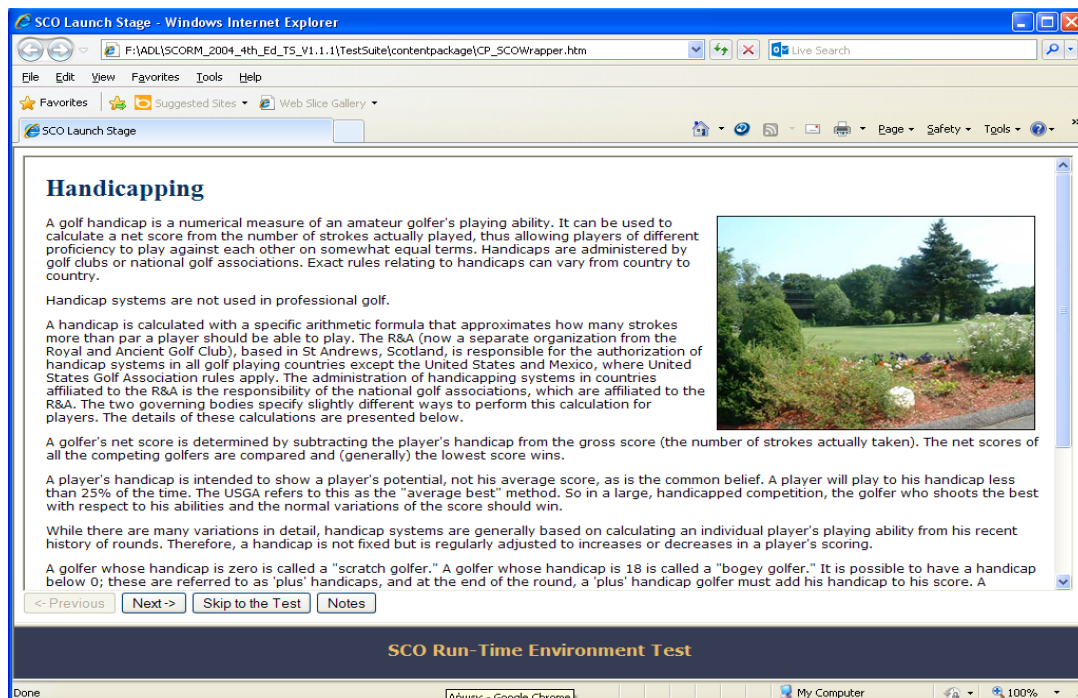 SCO Launch Stage - Windows Internet Explorer
F:\ADL\SCORM_2004_4th_Ed_TS_V1.1.1\TestSuite\contentpackage\CP_SCOWrapper.htm
Live Search
File Edit View Favorites Tools Help
Favorites Suggested Sites Web Slice Gallery
SCO Launch Stage
Page Safety Tools
Handicapping
A golf handicap is a numerical measure of an amateur golfer's playing ability. It can be used to
calculate a net score from the number of strokes actually played, thus allowing players of different
proficiency to play against each other on somewhat equal terms. Handicaps are administered by
golf clubs or national golf associations. Exact rules relating to handicaps can vary from country to
country.
Handicap systems are not used in professional golf.
A handicap is calculated with a specific arithmetic formula that approximates how many strokes
more than par a player should be able to play. The R&A (now a separate organization from the
Royal and Ancient Golf Club), based in St Andrews, Scotland, is responsible for the authorization of
handicap systems in all golf playing countries except the United States and Mexico, where United
States Golf Association rules apply. The administration of handicapping systems in countries
affiliated to the R&A is the responsibility of the national golf associations, which are affiliated to the
R&A. The two governing bodies specify slightly different ways to perform this calculation for
players. The details of these calculations are presented below.
A golfer's net score is determined by subtracting the player's handicap from the gross score (the number of strokes actually taken). The net scores of
all the competing golfers are compared and (generally) the lowest score wins.
A player's handicap is intended to show a player's potential, not his average score, as is the common belief. A player will play to his handicap less
than 25% of the time. The USGA refers to this as the "average best" method. So in a large, handicapped competition, the golfer who shoots the best
with respect to his abilities and the normal variations of the score should win.
While there are many variations in detail, handicap systems are generally based on calculating an individual player's playing ability from his recent
history of rounds. Therefore, a handicap is not fixed but is regularly adjusted to increases or decreases in a player's scoring.
A golfer whose handicap is zero is called a "scratch golfer." A golfer whose handicap is 18 is called a "bogey golfer." It is possible to have a handicap
below 0; these are referred to as 'plus' handicaps, and at the end of the round, a 'plus' handicap golfer must add his handicap to his score. A
<- Previous Next -> Skip to the Test Notes
SCO Run-Time Environment Test
Done My Computer 100%
Google Chrome